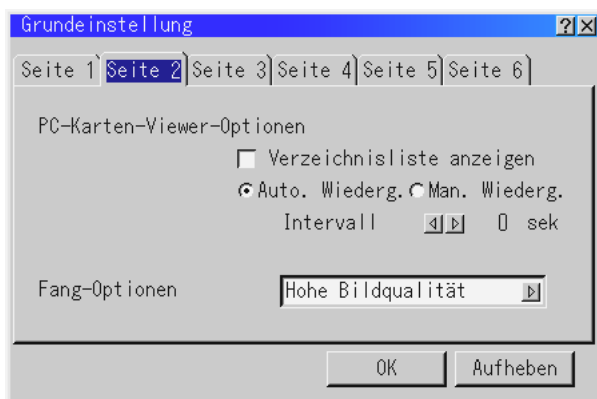 Grundeinstellung
Seite 1 Seite 2 Seite 3 Seite 4 Seite 5 Seite 6
PC-Karten-Viewer-Optionen
Verzeichnisliste anzeigen
Auto. Wiederg. Man. Wiederg.
Intervall 0 sek
Fang-Optionen Hohe Bildqualität
OK Aufheben